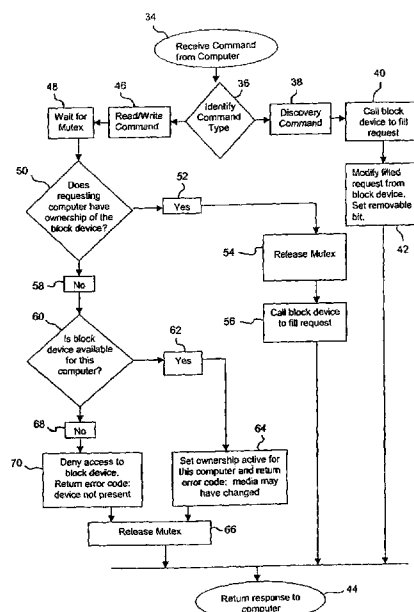 34
Receive Command
from Computer
48
46
36
38
40
Wait for
Mutex
Read/Write
Command
Identify
Command
Type
Discovery
Command
Call block
device to fill
request
50
Does
requesting
computer have
ownership of the
block device?
52
Yes
Modify filled
request from
block device.
Set removable
bit.
42
54
Release Mutex
58
No
56
Call block device
to fill request
60
Is block
device available
for this
computer?
62
Yes
68
No
64
70
Deny access to
block device.
Return error code:
device not present
Set ownership active
for this computer and return
error code: media may
have changed
Release Mutex
66
Return response to
computer
44